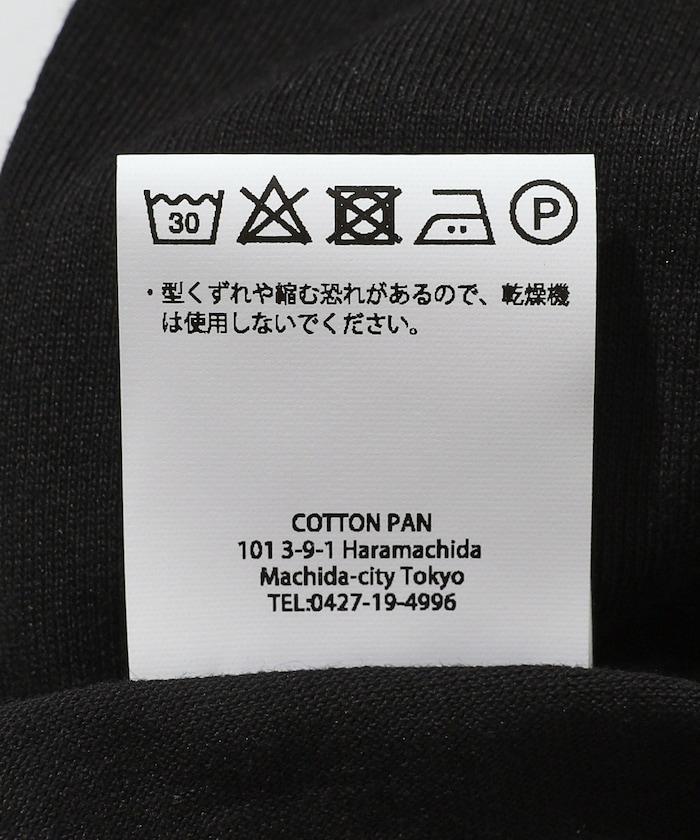 30 P
・型くずれや縮む恐れがあるので、乾燥機
は使用しないでください。
COTTON PAN
101 3-9-1 Haramachida
Machida-city Tokyo
TEL:0427-19-4996